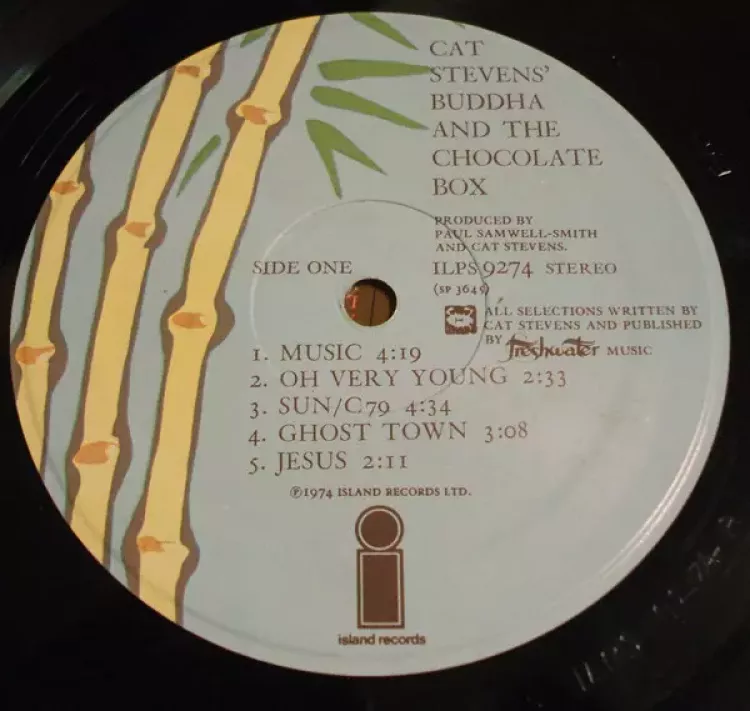 CAT
STEVENS'
BUDDHA
AND THE
CHOCOLATE
BOX
PRODUCED BY
PAUL SAMWELL-SMITH
AND CAT STEVENS.
SIDE ONE
ILPS 9274 STEREO
(SP 3645)
ALL SELECTIONS WRITTEN BY
CAT STEVENS AND PUBLISHED
BY Freshwater MUSIC
1. MUSIC 4:19
2. OH VERY YOUNG 2:33
3. SUN/C79 4:34
4. GHOST TOWN 3:08
5. JESUS 2:11
℗1974 ISLAND RECORDS LTD.
i
island records